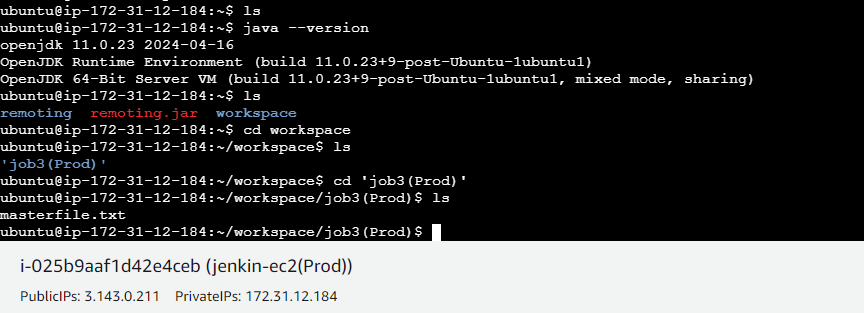 ubuntu@ip-172-31-12-184:~$ ls
ubuntu@ip-172-31-12-184:~$ java --version
openjdk 11.0.23 2024-04-16
OpenJDK Runtime Environment (build 11.0.23+9-post-Ubuntu-1ubuntu1)
OpenJDK 64-Bit Server VM (build 11.0.23+9-post-Ubuntu-1ubuntu1, mixed mode, sharing)
ubuntu@ip-172-31-12-184:~$ ls
remoting  remoting.jar  workspace
ubuntu@ip-172-31-12-184:~$ cd workspace
ubuntu@ip-172-31-12-184:~/workspace$ ls
'job3(Prod)'
ubuntu@ip-172-31-12-184:~/workspace$ cd 'job3(Prod)'
ubuntu@ip-172-31-12-184:~/workspace/job3(Prod)$ ls
masterfile.txt
ubuntu@ip-172-31-12-184:~/workspace/job3(Prod)$
i-025b9aaf1d42e4ceb (jenkin-ec2(Prod))
PublicIPs: 3.143.0.211  PrivateIPs: 172.31.12.184